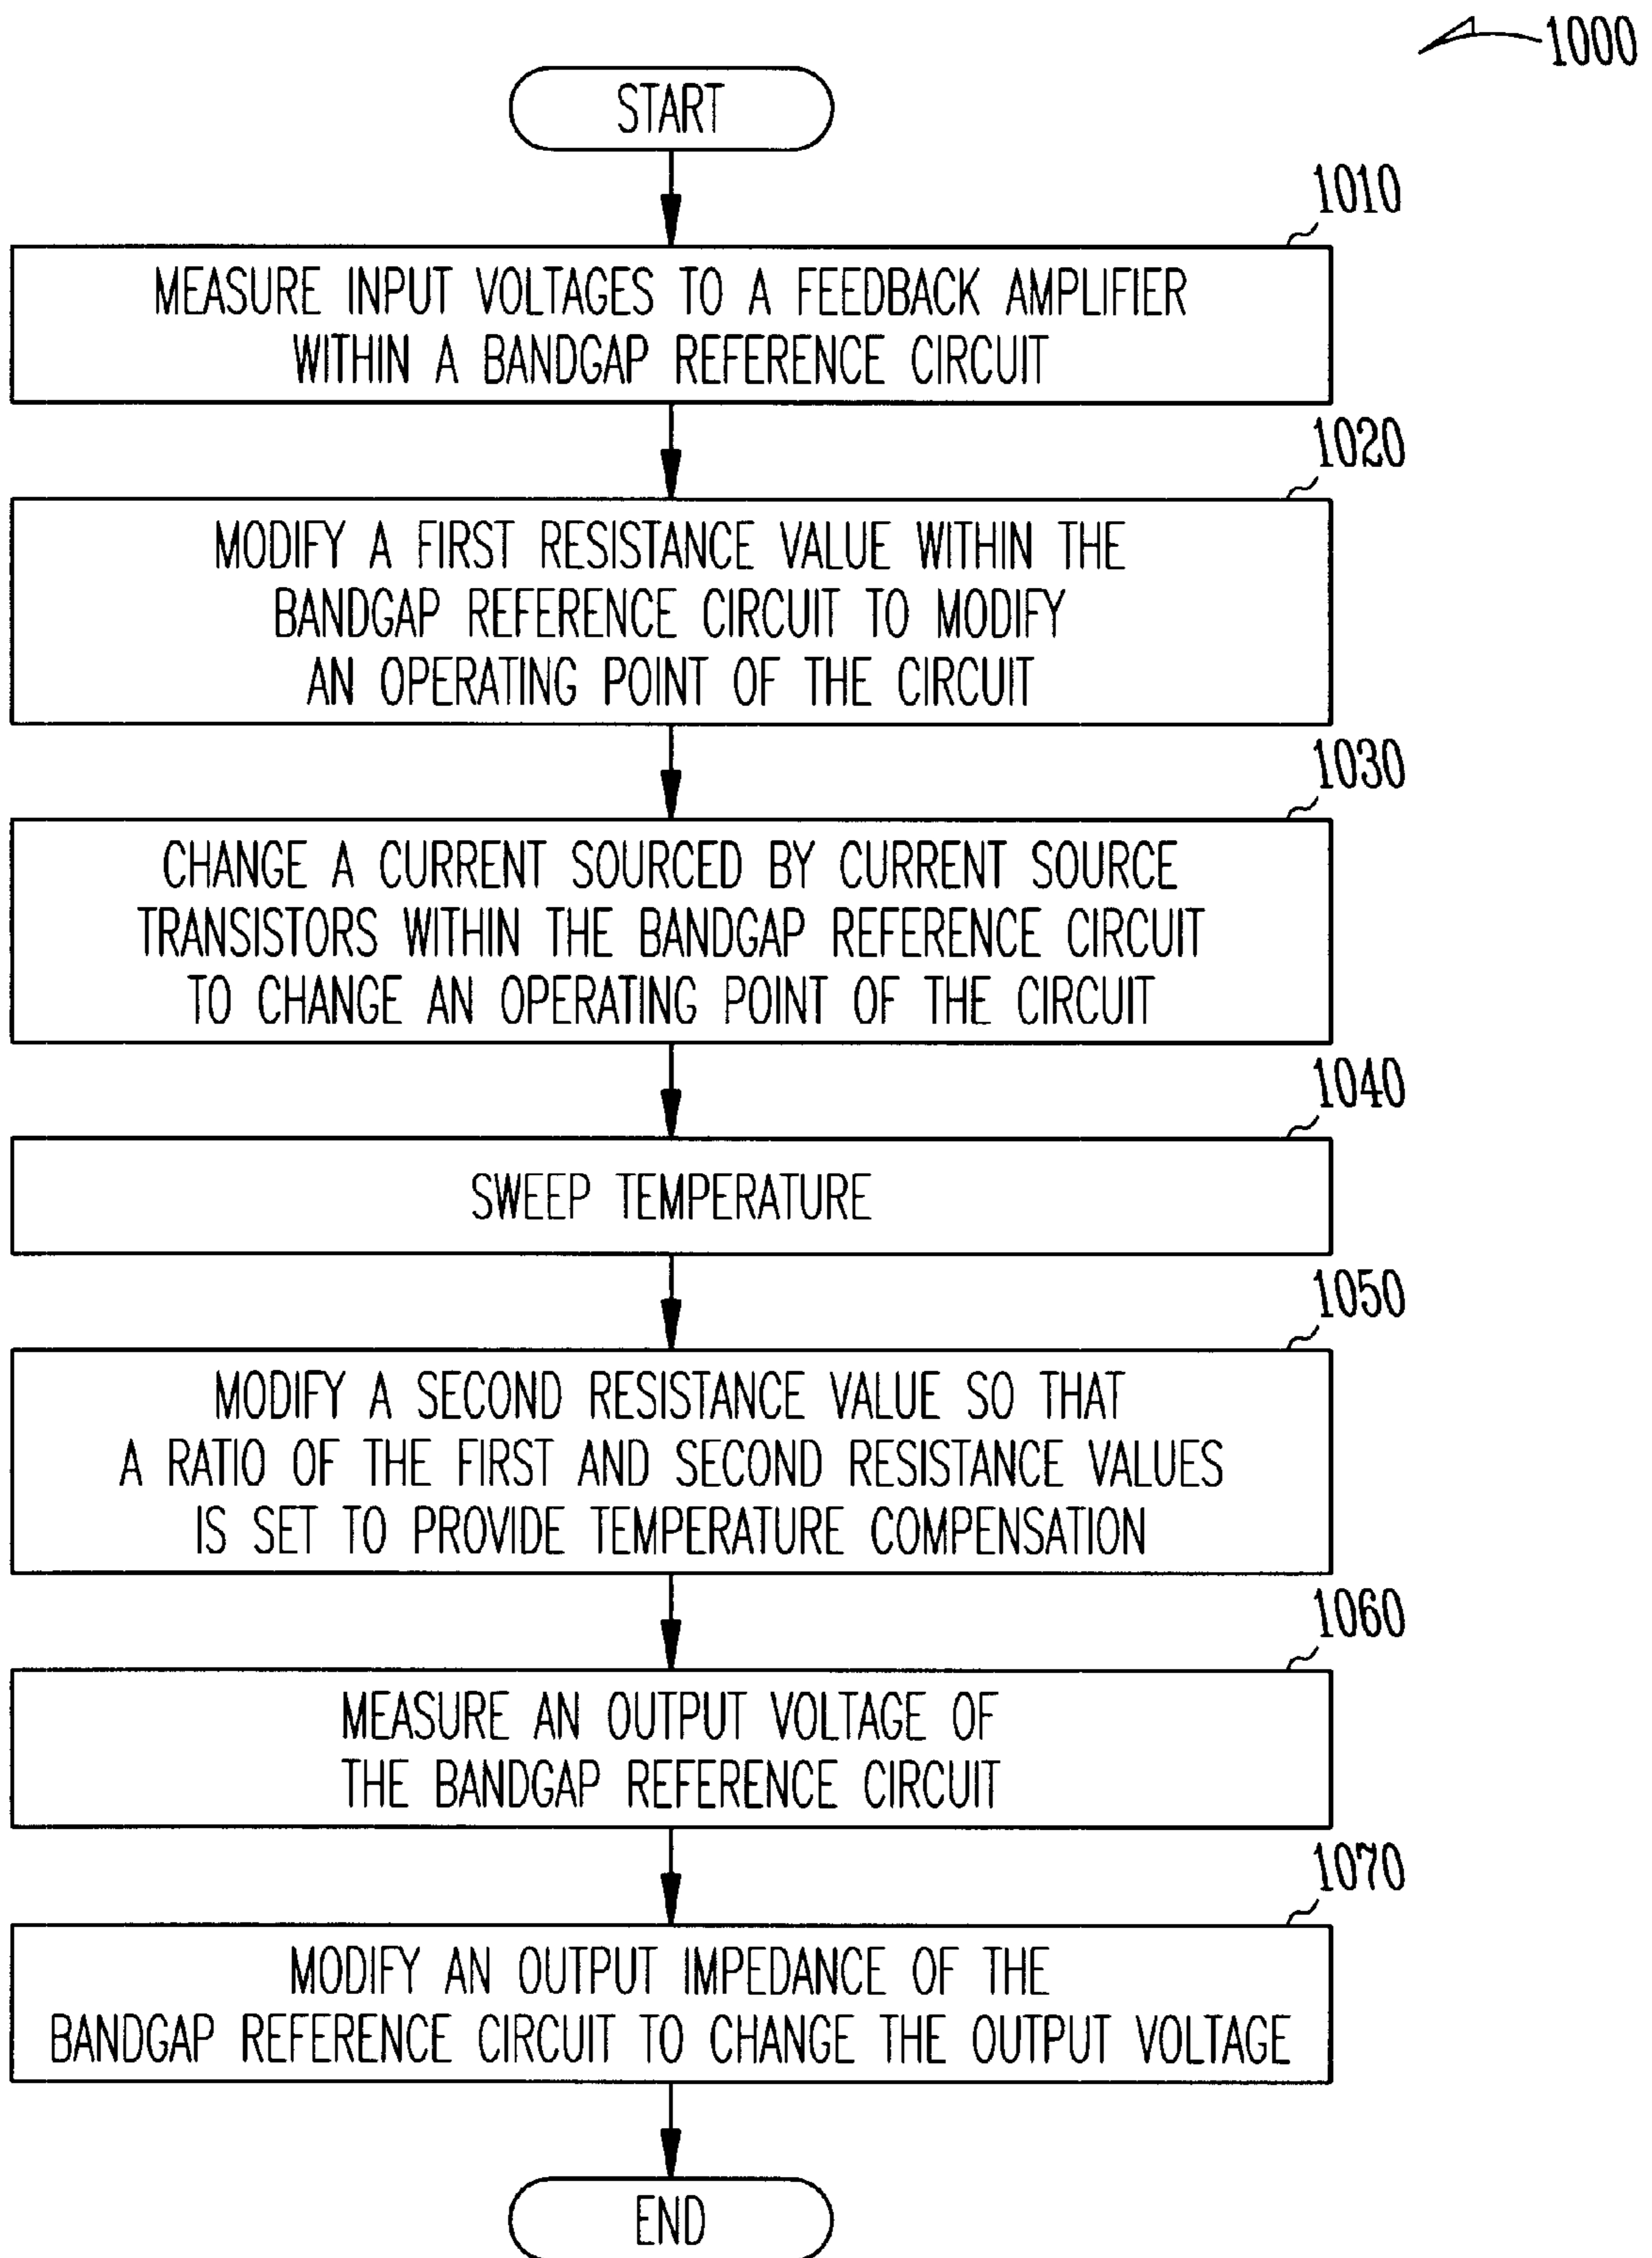 1000
START
1010
MEASURE INPUT VOLTAGES TO A FEEDBACK AMPLIFIER
WITHIN A BANDGAP REFERENCE CIRCUIT
1020
MODIFY A FIRST RESISTANCE VALUE WITHIN THE
BANDGAP REFERENCE CIRCUIT TO MODIFY
AN OPERATING POINT OF THE CIRCUIT
1030
CHANGE A CURRENT SOURCED BY CURRENT SOURCE
TRANSISTORS WITHIN THE BANDGAP REFERENCE CIRCUIT
TO CHANGE AN OPERATING POINT OF THE CIRCUIT
1040
SWEEP TEMPERATURE
1050
MODIFY A SECOND RESISTANCE VALUE SO THAT
A RATIO OF THE FIRST AND SECOND RESISTANCE VALUES
IS SET TO PROVIDE TEMPERATURE COMPENSATION
1060
MEASURE AN OUTPUT VOLTAGE OF
THE BANDGAP REFERENCE CIRCUIT
1070
MODIFY AN OUTPUT IMPEDANCE OF THE
BANDGAP REFERENCE CIRCUIT TO CHANGE THE OUTPUT VOLTAGE
END